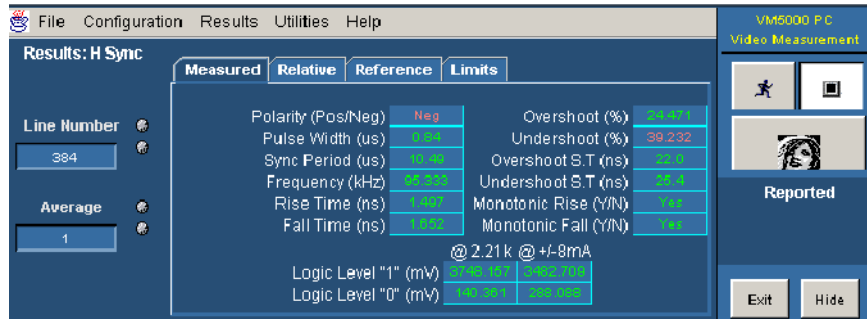 File Configuration Results Utilities Help
VM5000 PC
Video Measurement
Results: H Sync
Measured Relative Reference Limits
Line Number
384
Average
1
Polarity (Pos/Neg) Neg Overshoot (%) 24.471
Pulse Width (us) 0.84 Undershoot (%) 39.232
Sync Period (us) 10.49 Overshoot S.T (ns) 22.0
Frequency (kHz) 95.333 Undershoot S.T (ns) 25.4
Rise Time (ns) 1.497 Monotonic Rise (Y/N) Yes
Fall Time (ns) 1.652 Monotonic Fall (Y/N) Yes
@ 2.21k @ +/-8mA
Logic Level "1" (mV) 3748.157 3482.709
Logic Level "0" (mV) 140.361 288.088
Reported
Exit Hide